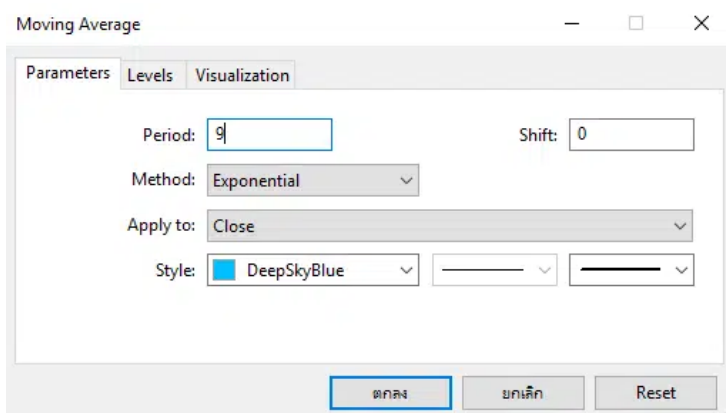 Moving Average
Parameters Levels Visualization
Period: 9 Shift: 0
Method: Exponential
Apply to: Close
Style: DeepSkyBlue
ตกลง ยกเลิก Reset